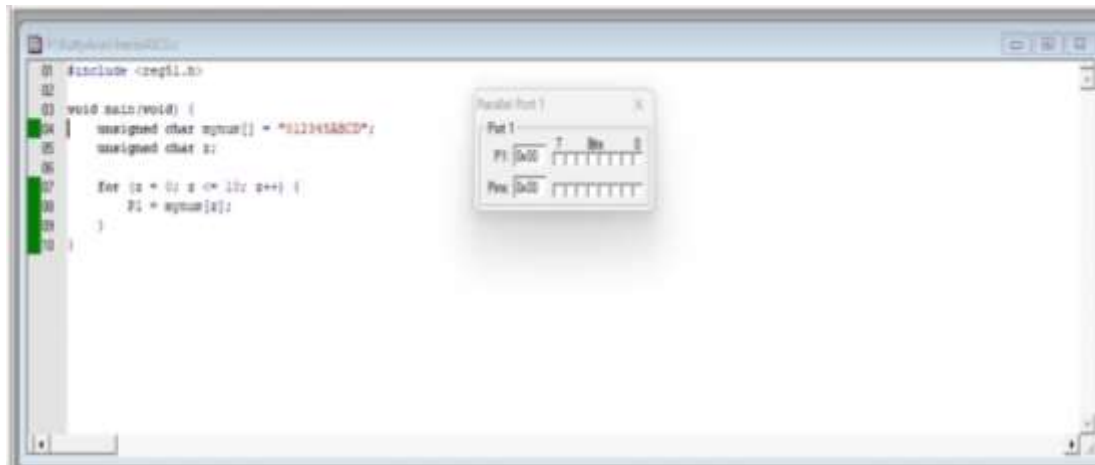 01 #include <reg51.h>
02
03 void main(void) {
04 unsigned char mynum[] = "012345ABCD";
05 unsigned char z;
06
07 for (z = 0; z <= 10; z++) {
08 P1 = mynum[z];
09 }
10 }
Parallel Port 1
Port 1
7 Bits 0
P1: 0x00
Pins: 0x00